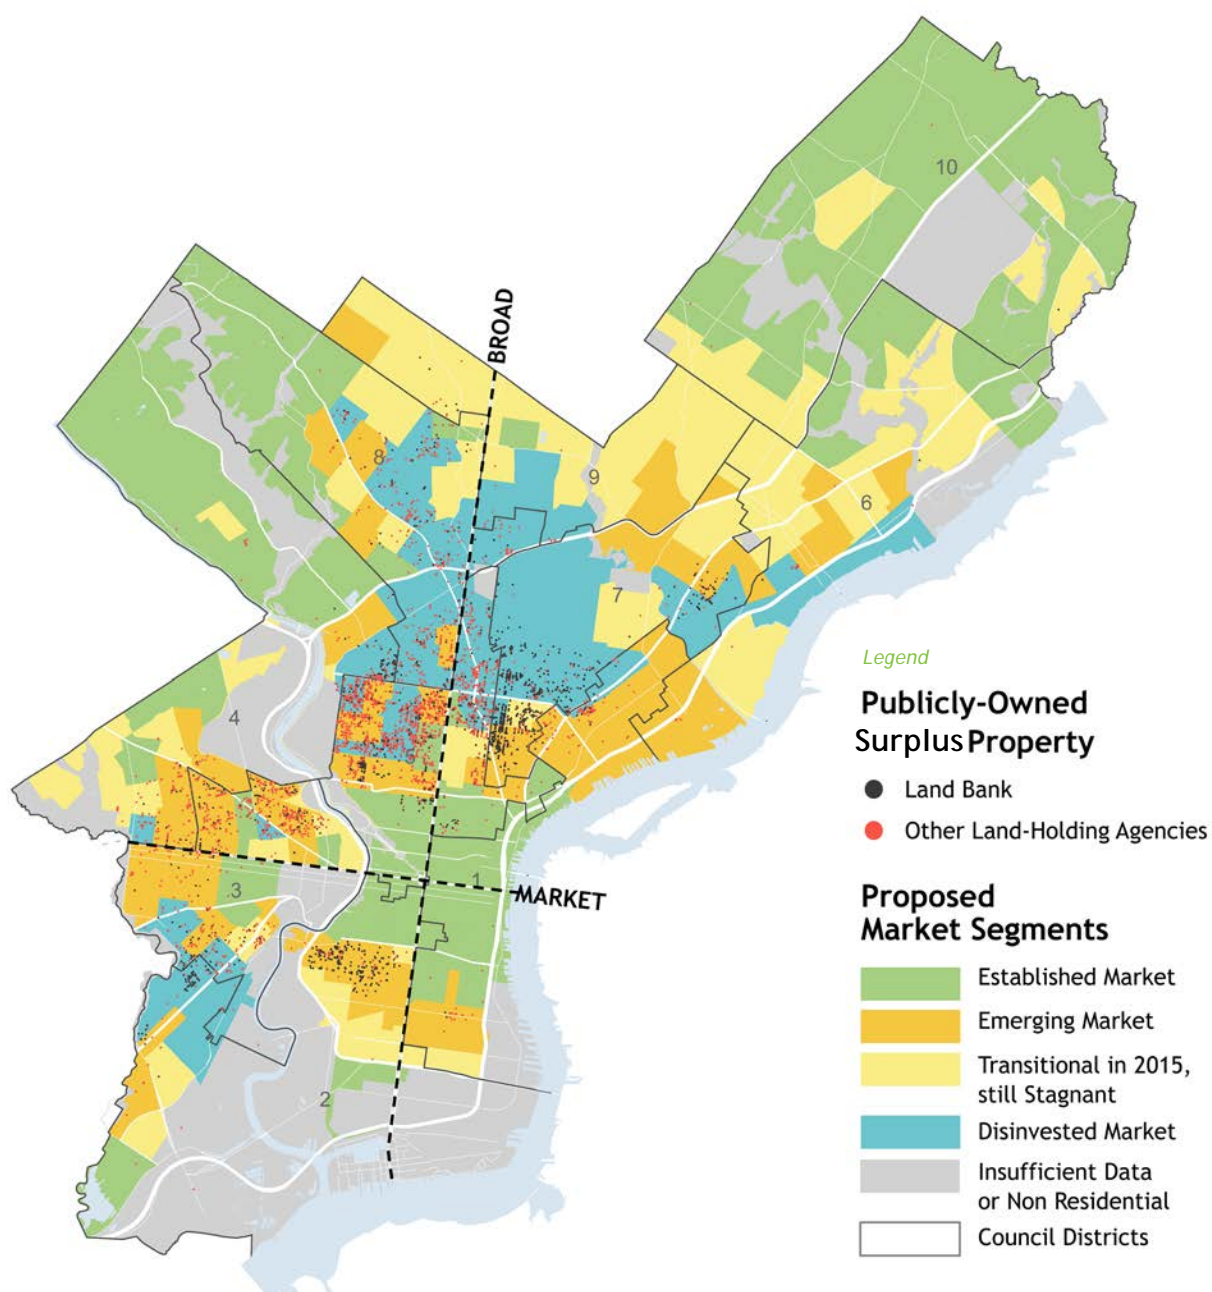 10
BROAD
8
9
6
7
4
3
1
MARKET
2
Legend
Publicly-Owned
Surplus Property
Land Bank
Other Land-Holding Agencies
Proposed
Market Segments
Established Market
Emerging Market
Transitional in 2015,
still Stagnant
Disinvested Market
Insufficient Data
or Non Residential
Council Districts